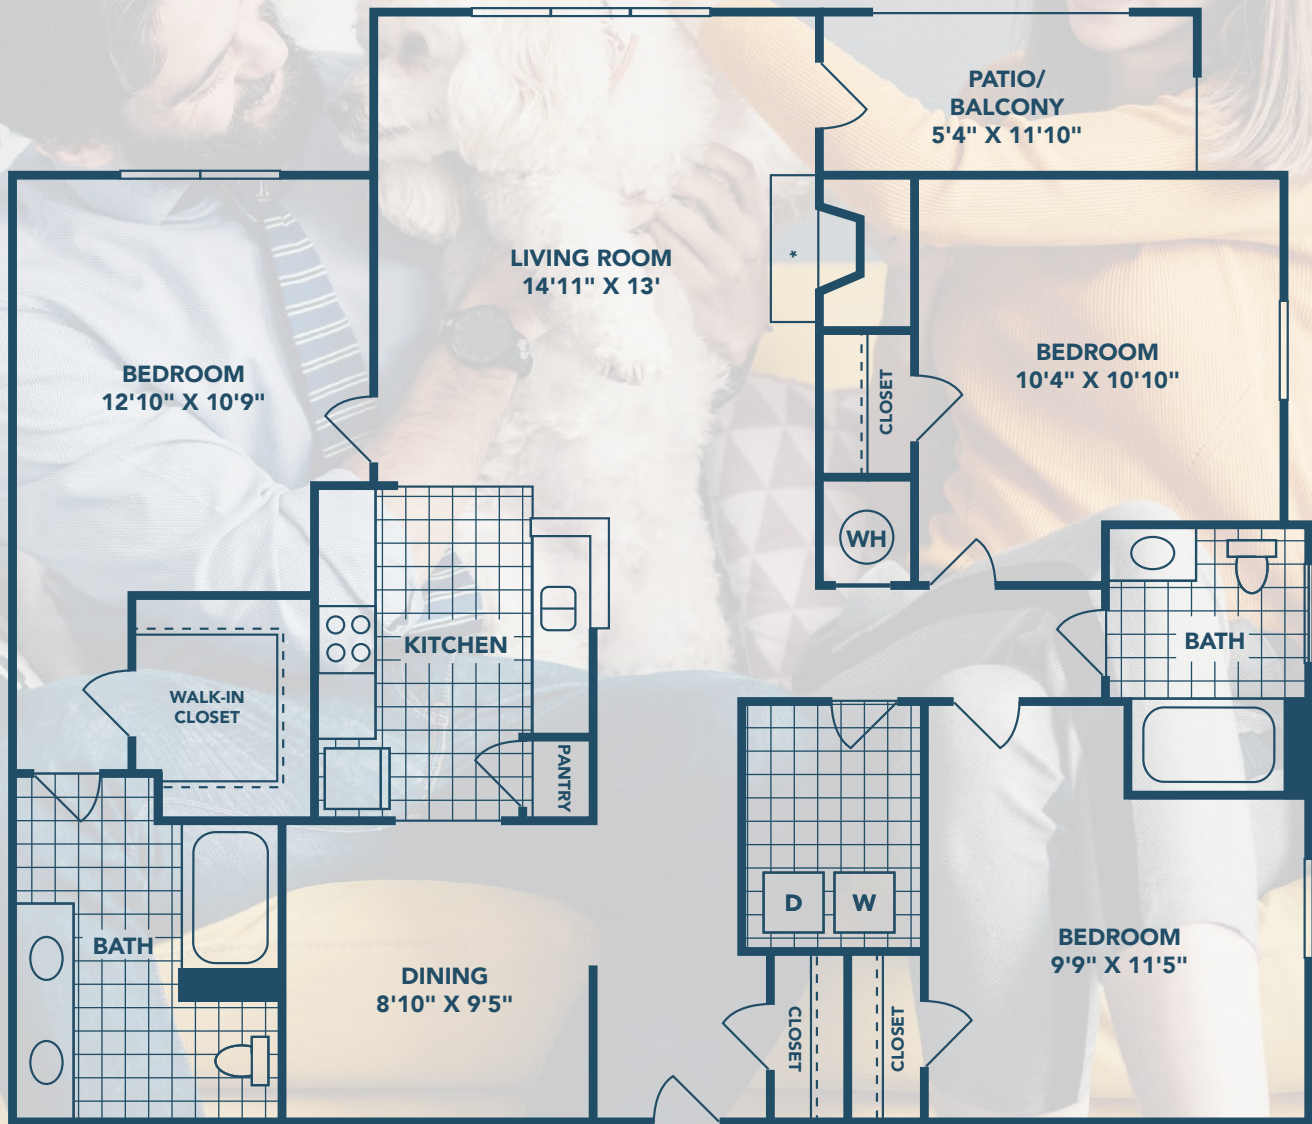 PATIO/
BALCONY
5'4" X 11'10"
LIVING ROOM
14'11" X 13'
*
BEDROOM
12'10" X 10'9"
BEDROOM
10'4" X 10'10"
CLOSET
WH
KITCHEN
BATH
WALK-IN
CLOSET
PANTRY
D
W
BATH
BEDROOM
9'9" X 11'5"
DINING
8'10" X 9'5"
CLOSET
CLOSET